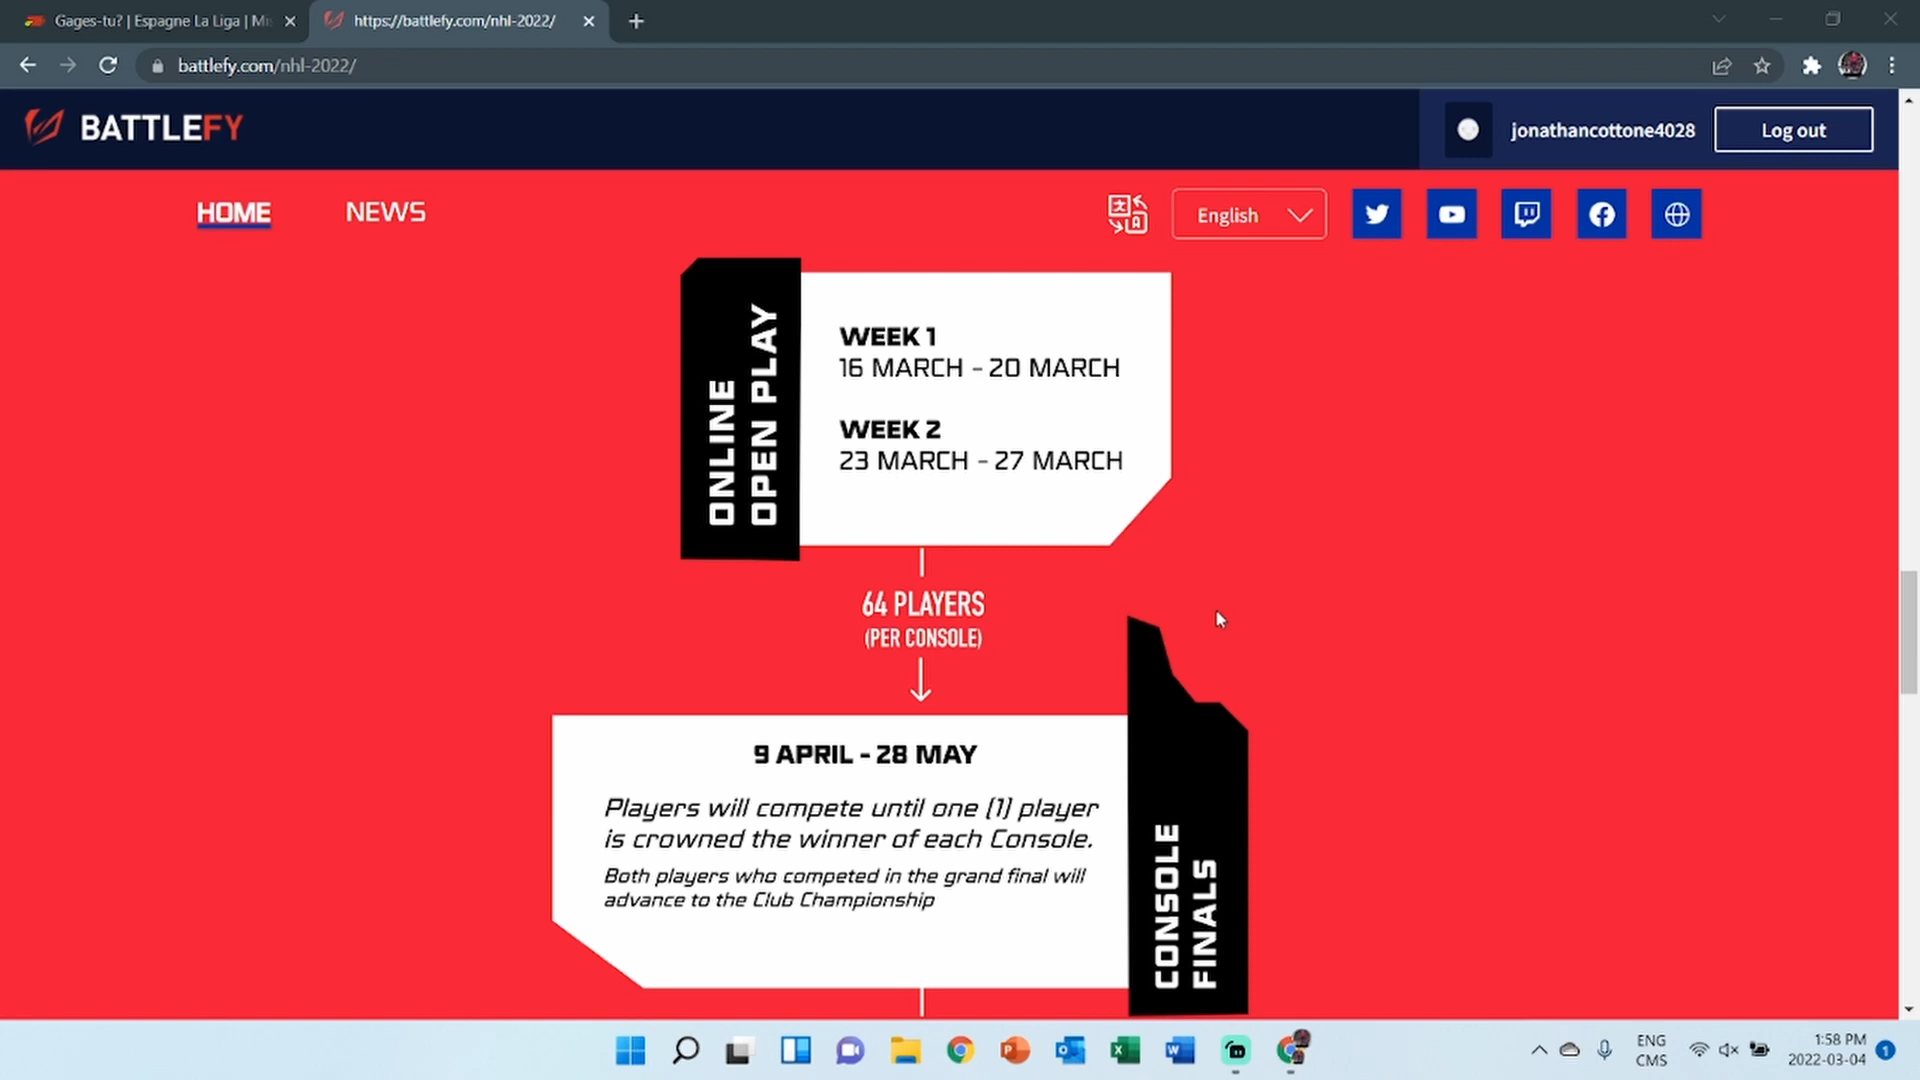 Gages-tu? | Espagne La Liga | Mi
https://battlefy.com/nhl-2022/
battlefy.com/nhl-2022/
BATTLEFY
jonathancottone4028
Log out
HOME
NEWS
English
ONLINE
OPEN PLAY
WEEK 1
16 MARCH - 20 MARCH
WEEK 2
23 MARCH - 27 MARCH
64 PLAYERS
(PER CONSOLE)
9 APRIL - 28 MAY
Players will compete until one (1) player
is crowned the winner of each Console.
Both players who competed in the grand final will
advance to the Club Championship
CONSOLE
FINALS
ENG
CMS
1:58 PM
2022-03-04
1